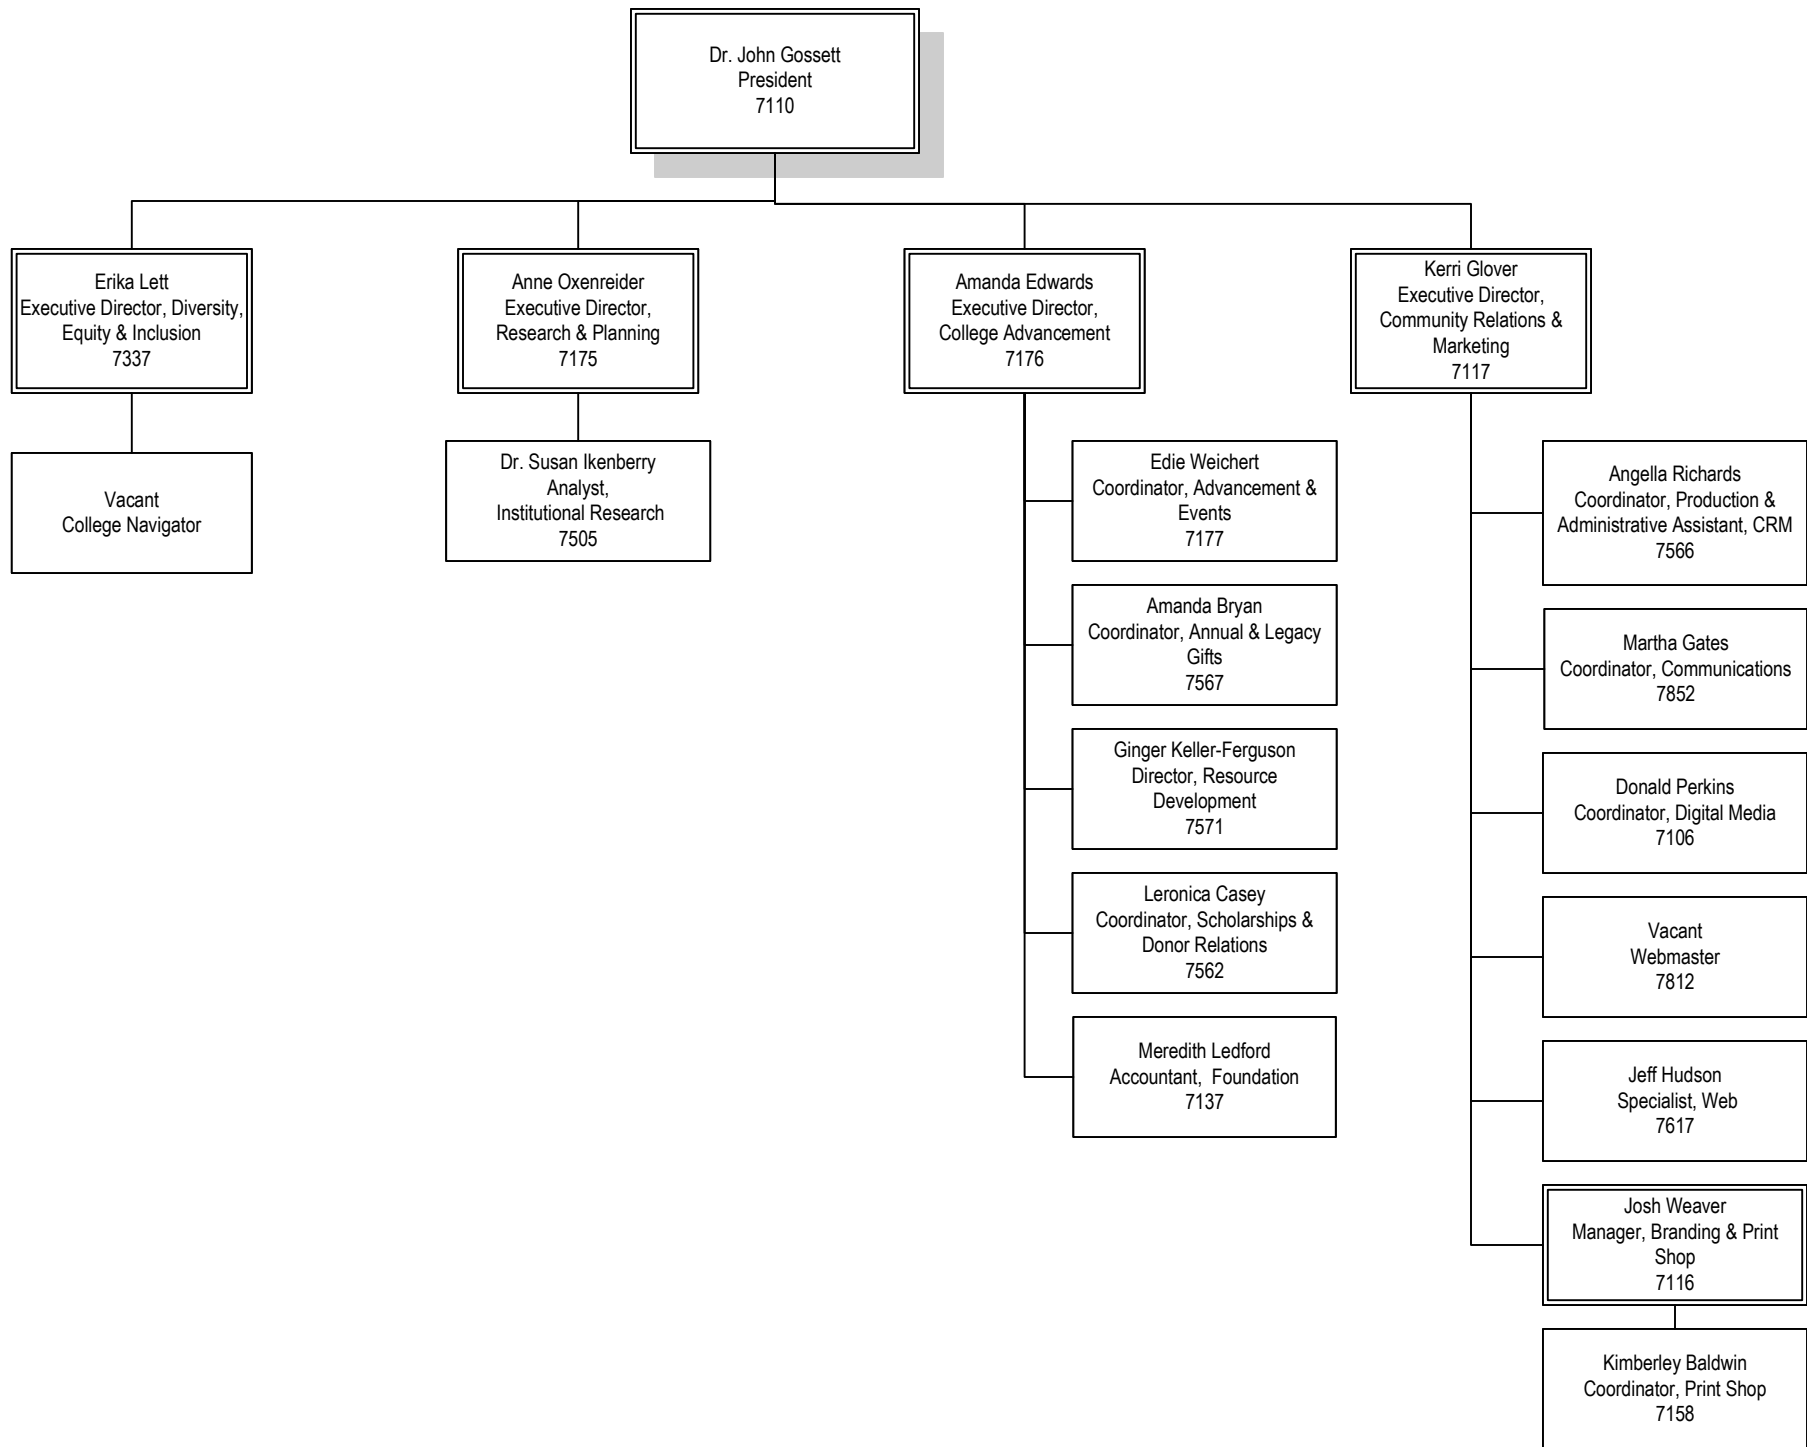 Dr. John Gossett
President
7110
Erika Lett
Executive Director, Diversity,
Equity & Inclusion
7337
Anne Oxenreider
Executive Director,
Research & Planning
7175
Amanda Edwards
Executive Director,
College Advancement
7176
Kerri Glover
Executive Director,
Community Relations &
Marketing
7117
Vacant
College Navigator
Dr. Susan Ikenberry
Analyst,
Institutional Research
7505
Edie Weichert
Coordinator, Advancement &
Events
7177
Amanda Bryan
Coordinator, Annual & Legacy
Gifts
7567
Ginger Keller-Ferguson
Director, Resource
Development
7571
Leronica Casey
Coordinator, Scholarships &
Donor Relations
7562
Meredith Ledford
Accountant, Foundation
7137
Angella Richards
Coordinator, Production &
Administrative Assistant, CRM
7566
Martha Gates
Coordinator, Communications
7852
Donald Perkins
Coordinator, Digital Media
7106
Vacant
Webmaster
7812
Jeff Hudson
Specialist, Web
7617
Josh Weaver
Manager, Branding & Print
Shop
7116
Kimberley Baldwin
Coordinator, Print Shop
7158